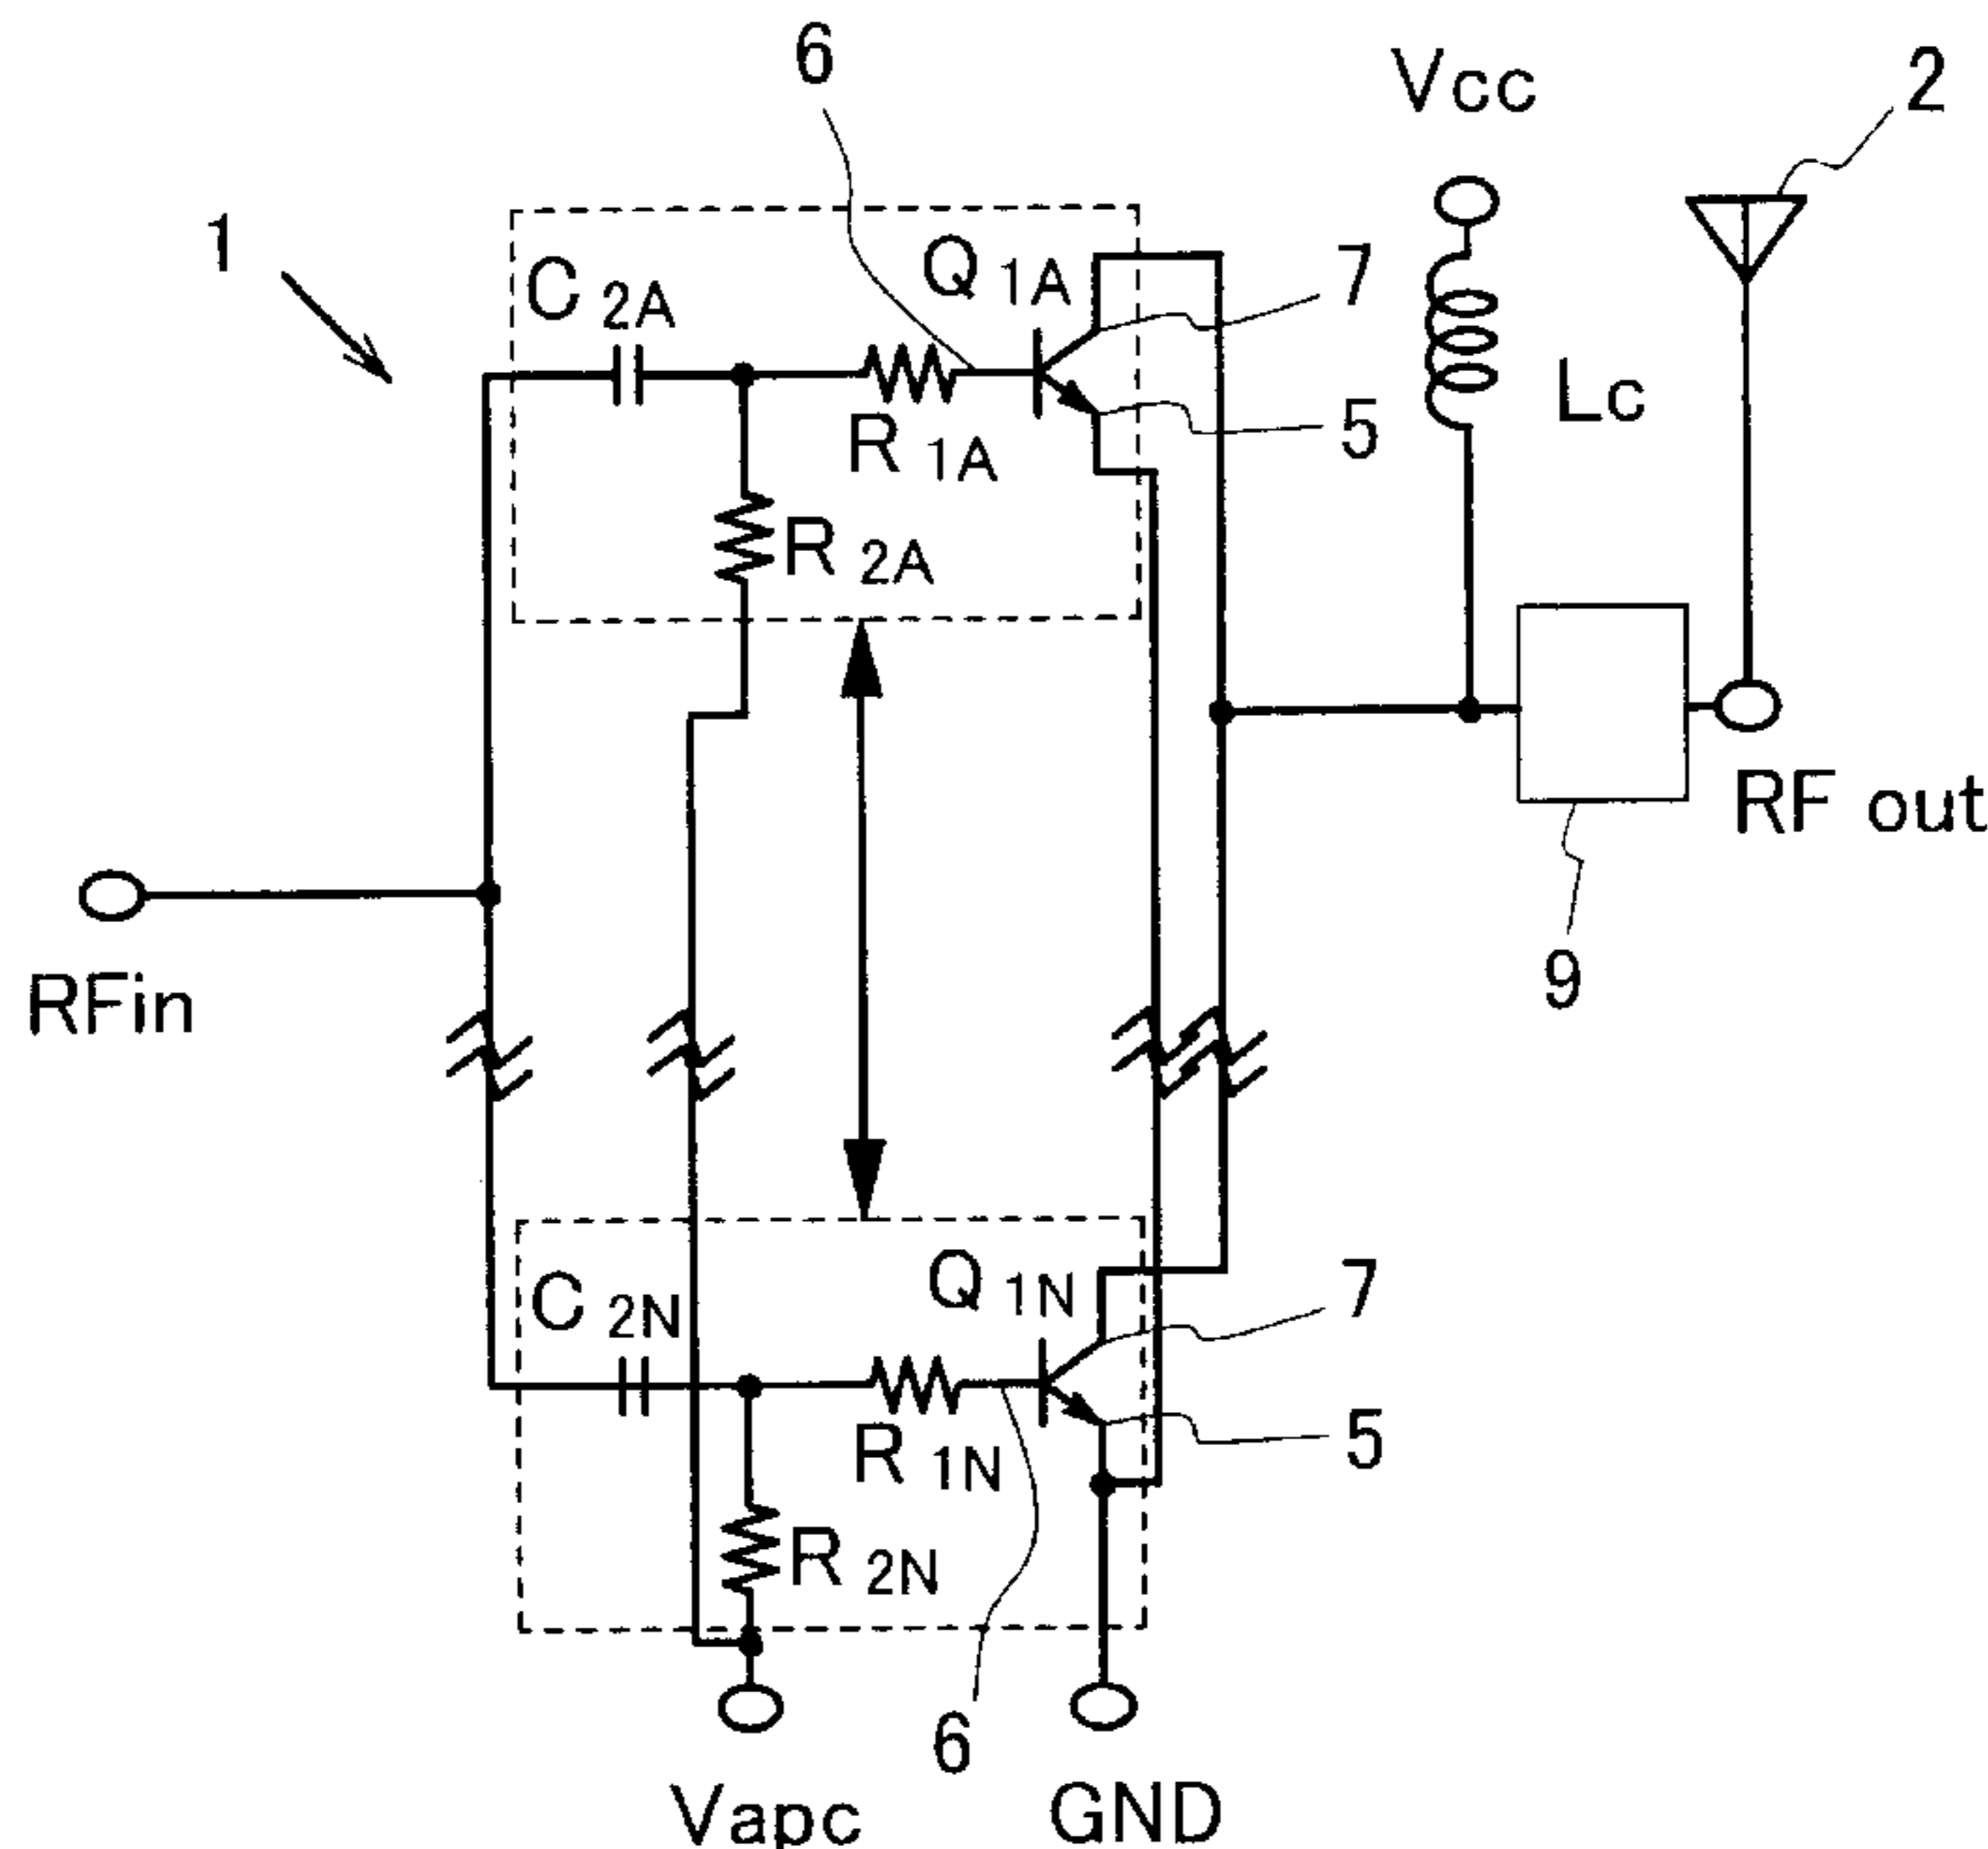 6
Vcc
2
1
C 2A
Q 1A
7
R 1A
5
Lc
R 2A
RF out
RFin
9
C 2N
Q 1N
7
R 1N
5
R 2N
6
Vapc
GND